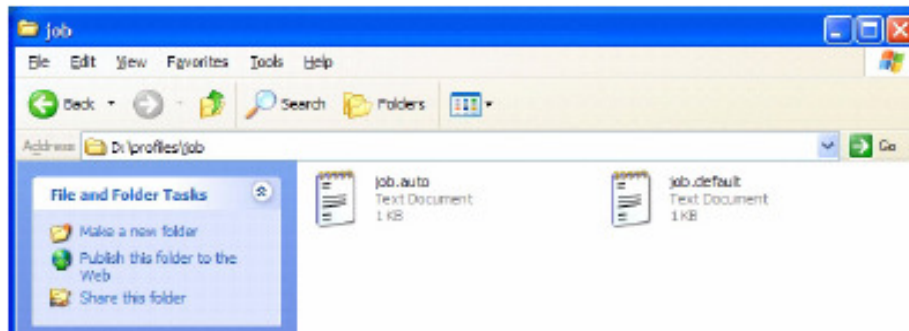 job
File Edit View Favorites Tools Help
Back Search Folders
Address D:\profiles\job Go
File and Folder Tasks
Make a new folder
Publish this folder to the
Web
Share this folder
job.auto
Text Document
1 KB
job.default
Text Document
1 KB